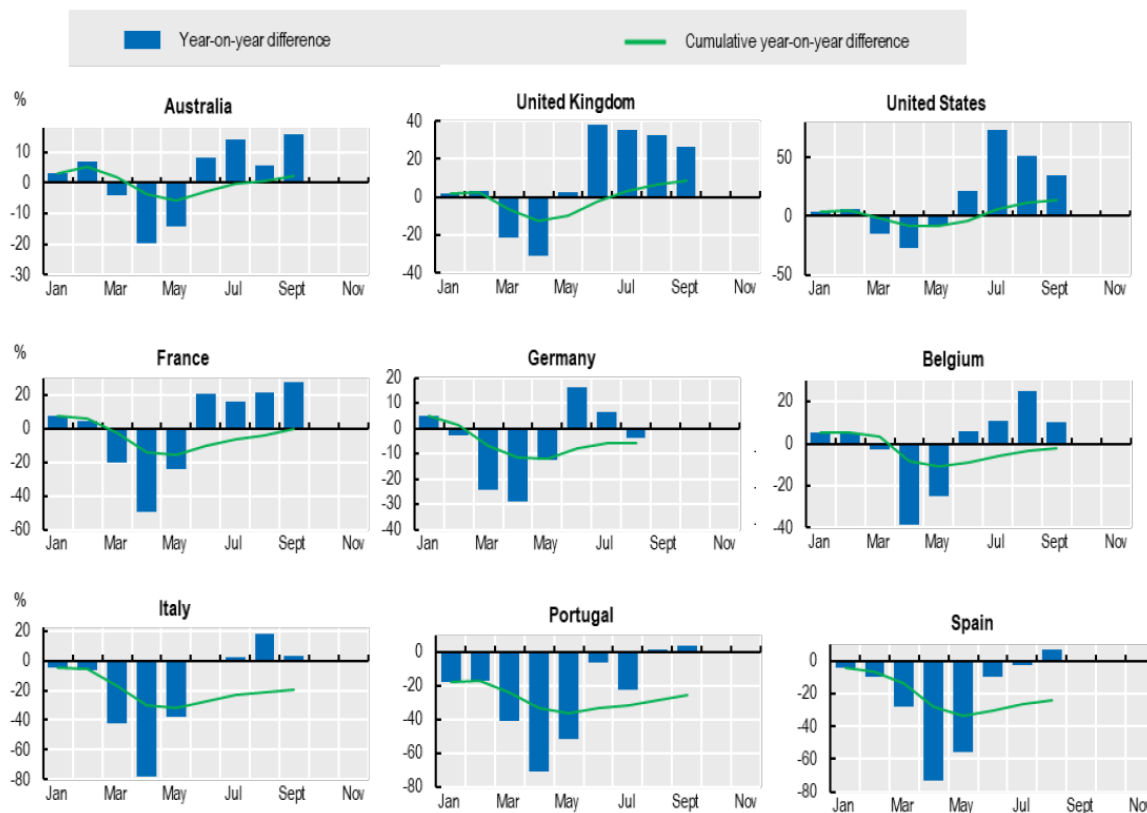 Year-on-year difference
Cumulative year-on-year difference
%
Australia
10
0
-10
-20
-30
Jan Mar May Jul Sept Nov
United Kingdom
40
20
0
-20
-40
Jan Mar May Jul Sept Nov
United States
50
0
-50
Jan Mar May Jul Sept Nov
%
France
20
0
-20
-40
-60
Jan Mar May Jul Sept Nov
Germany
20
10
0
-10
-20
-30
-40
Jan Mar May Jul Sept Nov
Belgium
20
0
-20
-40
Jan Mar May Jul Sept Nov
%
Italy
20
0
-20
-40
-60
-80
Jan Mar May Jul Sept Nov
Portugal
0
-20
-40
-60
-80
Jan Mar May Jul Sept Nov
Spain
0
-20
-40
-60
-80
Jan Mar May Jul Sept Nov